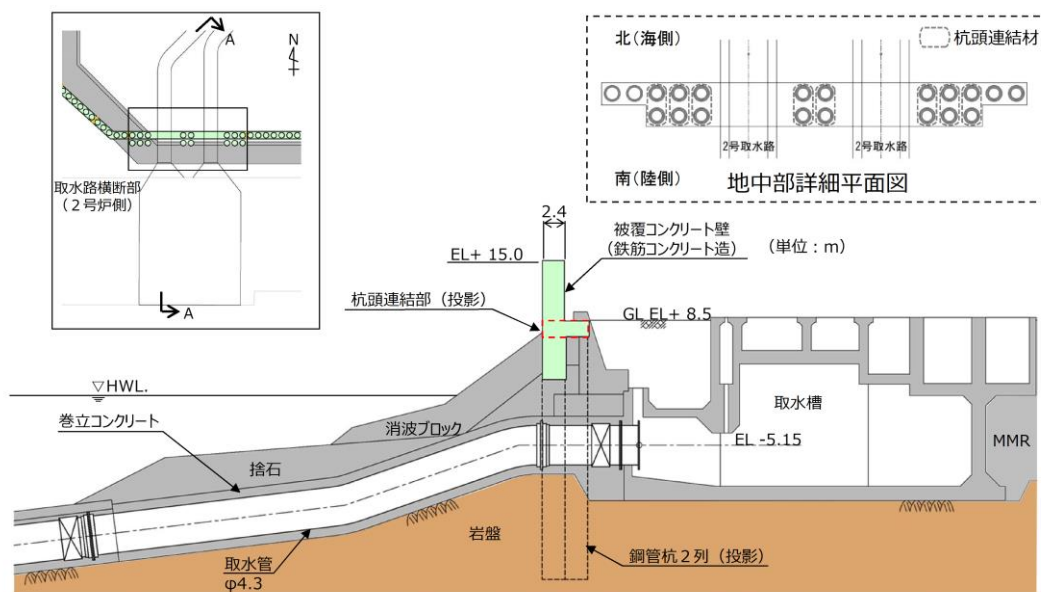 A
N
取水路横断部
(2号炉側)
A
北(海側)
杭頭連結材
2号取水路
2号取水路
南(陸側)
地中部詳細平面図
2.4
被覆コンクリート壁
(鉄筋コンクリート造)
(単位:m)
EL+ 15.0
杭頭連結部(投影)
GL EL+ 8.5
▽HWL.
巻立コンクリート
消波ブロック
取水槽
EL -5.15
MMR
捨石
岩盤
取水管
φ4.3
鋼管杭2列(投影)